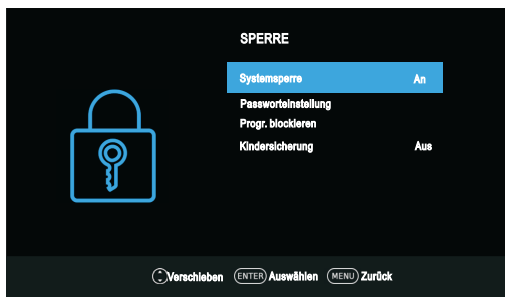 SPERRE
Systemsperre An
Passworteinstellung
Progr. blockieren
Kindersicherung Aus
Verschieben ENTER Auswählen MENU Zurück